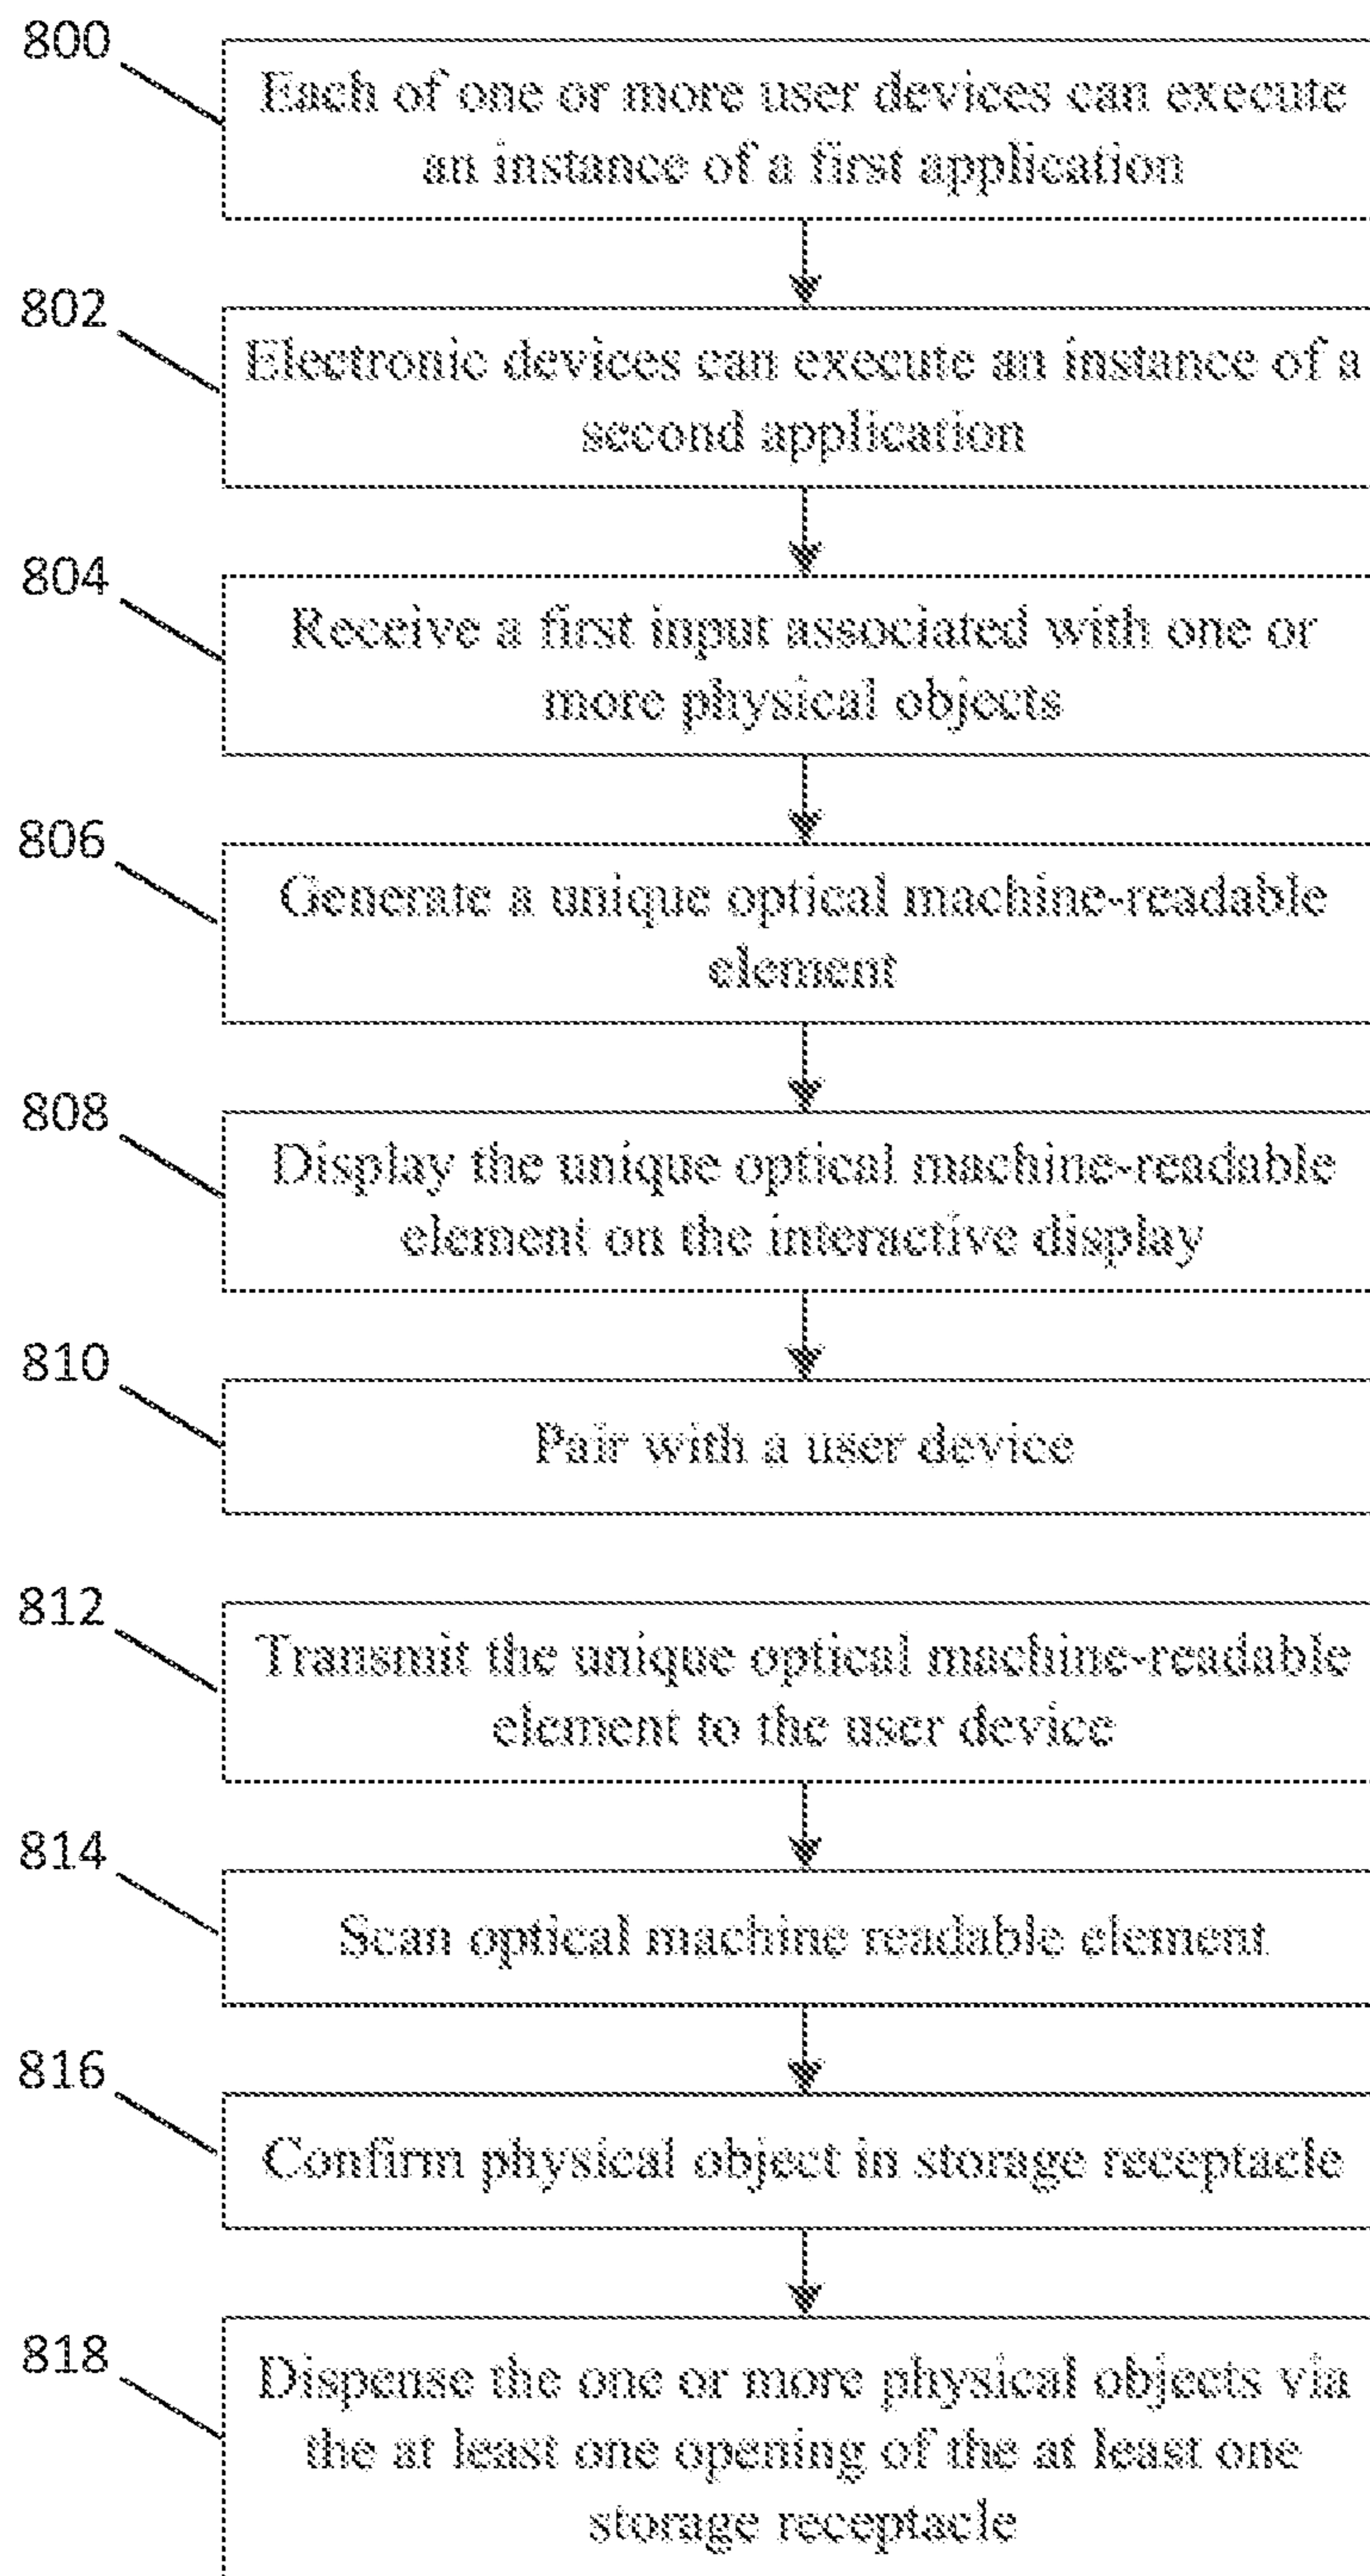 800
Each of one or more user devices can execute
an instance of a first application
802
Electronic devices can execute an instance of a
second application
804
Receive a first input associated with one or
more physical objects
806
Generate a unique optical machine-readable
element
808
Display the unique optical machine-readable
element on the interactive display
810
Pair with a user device
812
Transmit the unique optical machine-readable
element to the user device
814
Scan optical machine readable element
816
Confirm physical object in storage receptacle
818
Dispense the one or more physical objects via
the at least one opening of the at least one
storage receptacle